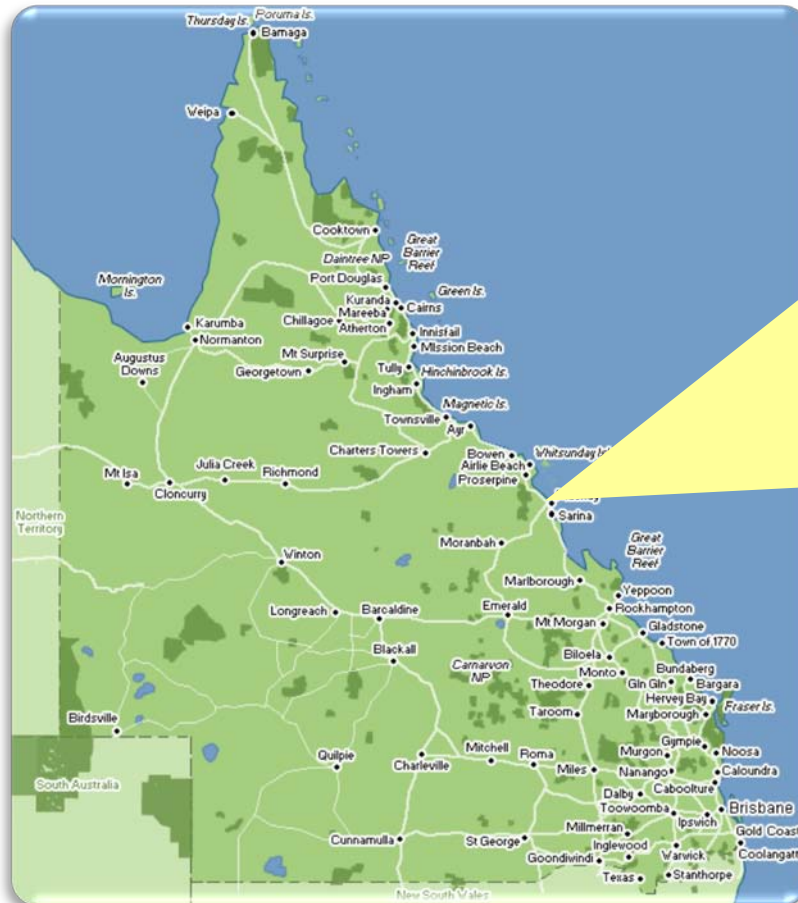 Poruma Is.
Thursday Is.
Bamaga
Weipa
Cooktown
Great
Barrier
Reef
Daintree NP
Port Douglas
Mornington
Is.
Green Is.
Kuranda
Cairns
Mareeba
Chillagoe
Atherton
Karumba
Normanton
Innisfail
Mission Beach
Mt Surprise
Augustus
Downs
Georgetown
Tully
Hinchinbrook Is.
Ingham
Magnetic Is.
Townsville
Ayr
Charters Towers
Bowen
Whitsunday Is.
Airlie Beach
Proserpine
Mt Isa
Julia Creek
Richmond
Cloncurry
Sarina
Northern
Territory
Moranbah
Great
Barrier
Reef
Winton
Marlborough
Yeppoon
Longreach
Barcaldine
Emerald
Rockhampton
Mt Morgan
Gladstone
Town of 1770
Blackall
Biloela
Carnarvon
NP
Monto
Bundaberg
Theodore
Gin Gin
Bargara
Hervey Bay
Fraser Is.
Taroom
Maryborough
Birdsville
Gympie
Quilpie
Charleville
Mitchell
Roma
Murgon
Noosa
South Australia
Miles
Nanango
Caloundra
Caboolture
Dalby
Toowoomba
Brisbane
Ipswich
Cunnamulla
St George
Millmerran
Gold Coast
Inglewood
Coolangatt
Goondiwindi
Warwick
Texas
Stanthorpe
New South Wales